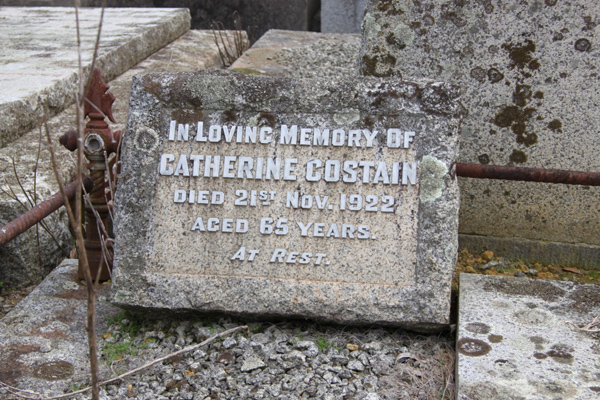 In Loving Memory of
Catherine Costain
Died 21st Nov. 1922
Aged 65 Years.
At Rest.